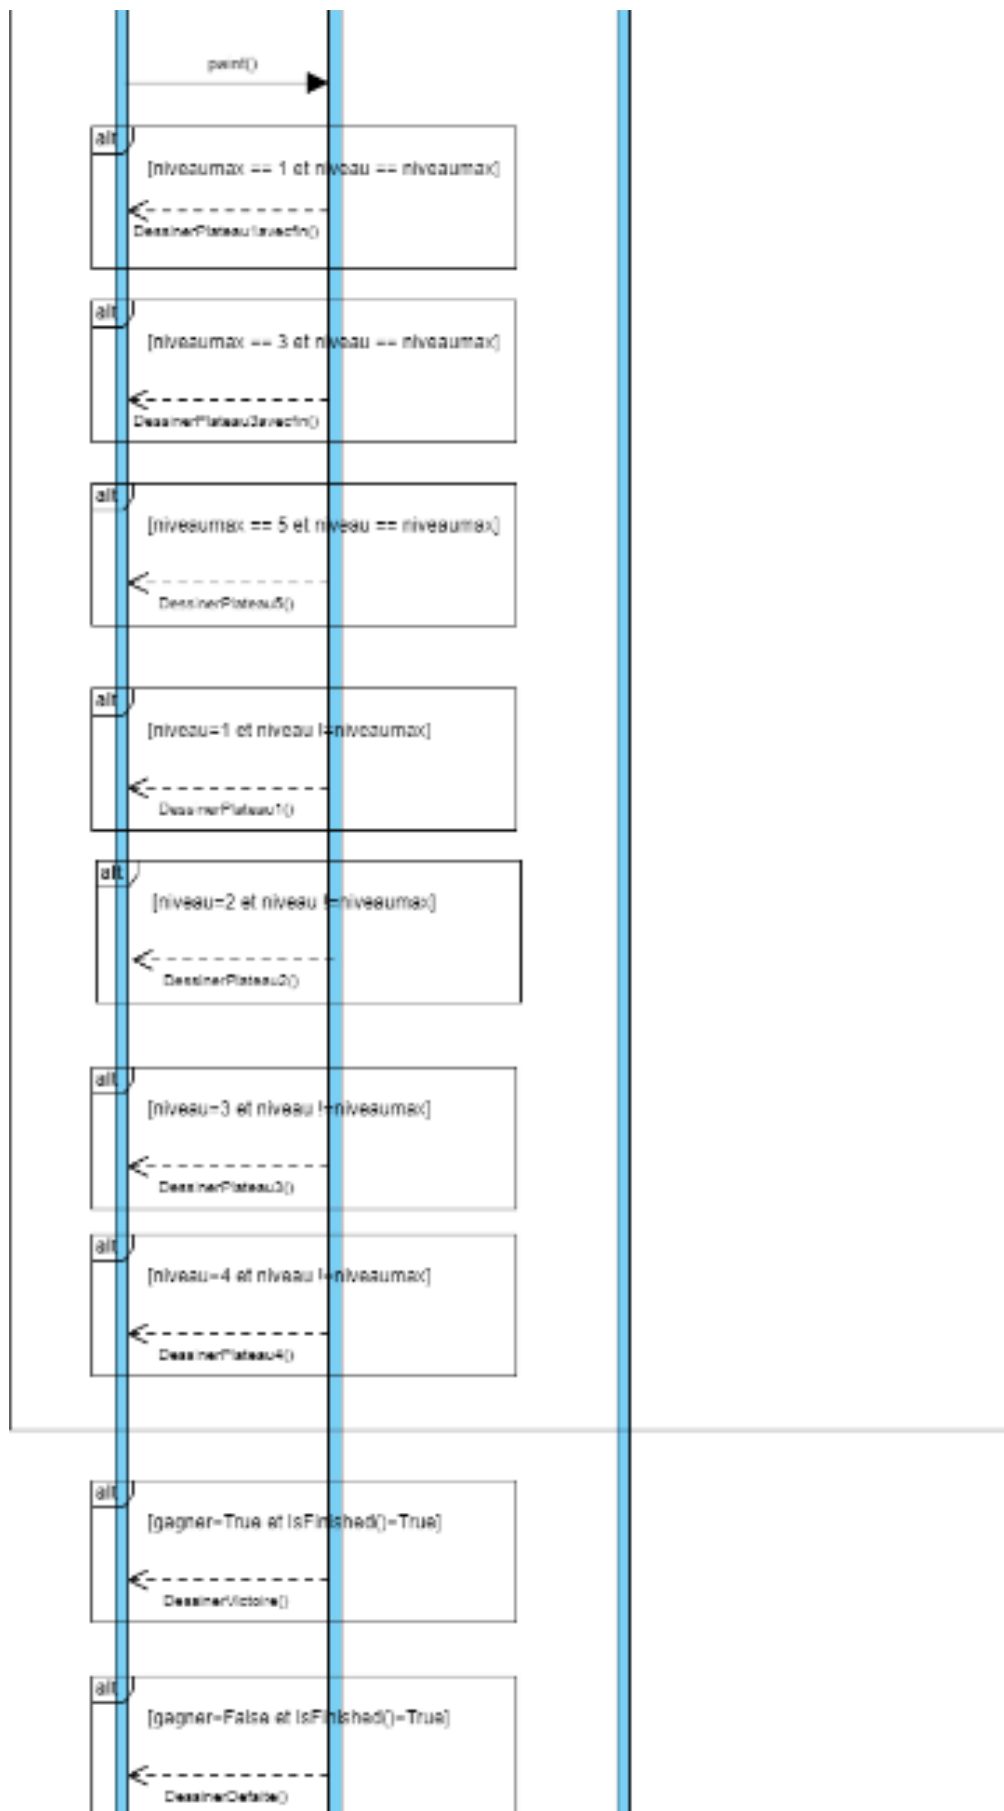 paint()
alt
[niveaumax == 1 et niveau == niveaumax]
DessinerPlateau1avecfin()
alt
[niveaumax == 3 et niveau == niveaumax]
DessinerPlateau3avecfin()
alt
[niveaumax == 5 et niveau == niveaumax]
DessinerPlateau5()
alt
[niveau=1 et niveau !=niveaumax]
DessinerPlateau1()
alt
[niveau=2 et niveau !=niveaumax]
DessinerPlateau2()
alt
[niveau=3 et niveau !=niveaumax]
DessinerPlateau3()
alt
[niveau=4 et niveau !=niveaumax]
DessinerPlateau4()
alt
[gagner=True et IsFinished()=True]
DessinerVictoire()
alt
[gagner=False et IsFinished()=True]
DessinerDefaite()